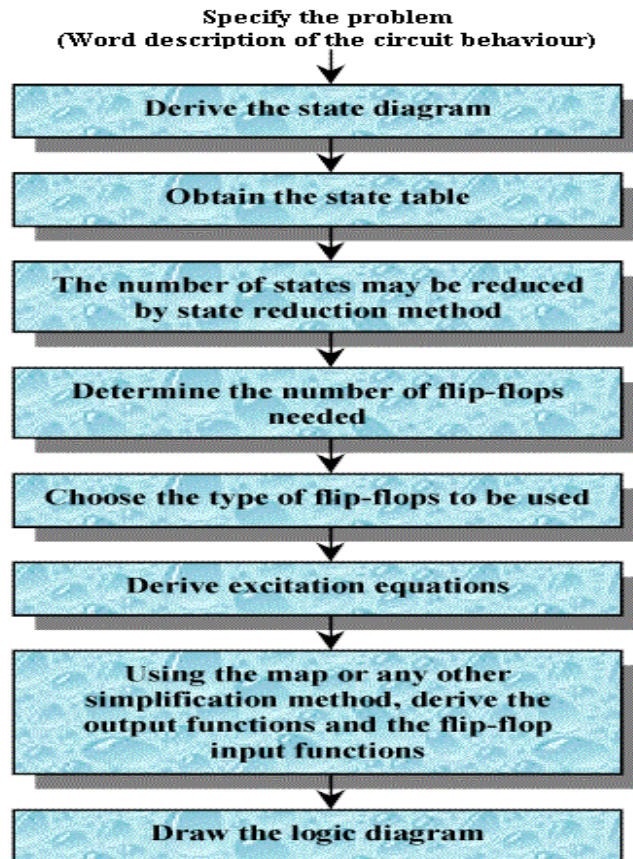 Specify the problem
(Word description of the circuit behaviour)
Derive the state diagram
Obtain the state table
The number of states may be reduced
by state reduction method
Determine the number of flip-flops
needed
Choose the type of flip-flops to be used
Derive excitation equations
Using the map or any other
simplification method, derive the
output functions and the flip-flop
input functions
Draw the logic diagram